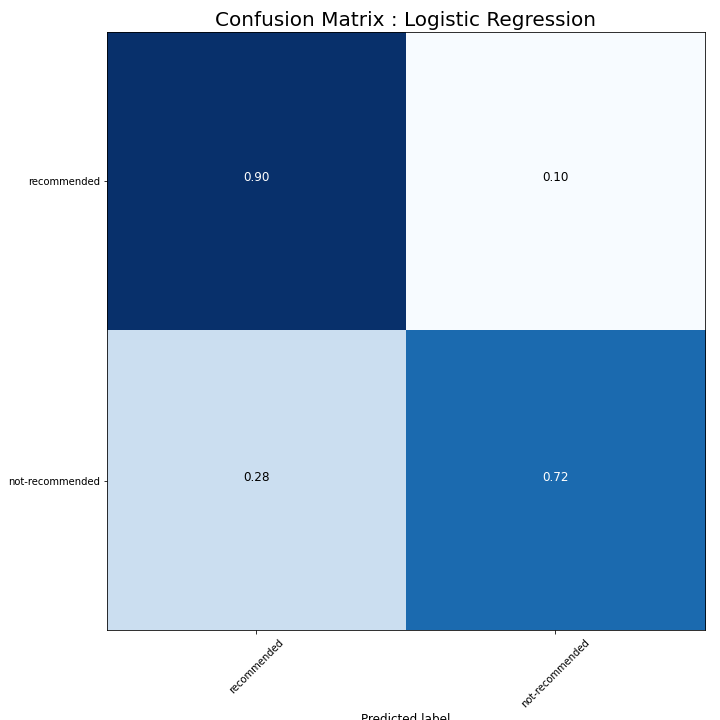 Confusion Matrix : Logistic Regression
recommended
0.90
0.10
not-recommended
0.28
0.72
recommended
not-recommended
Predicted label